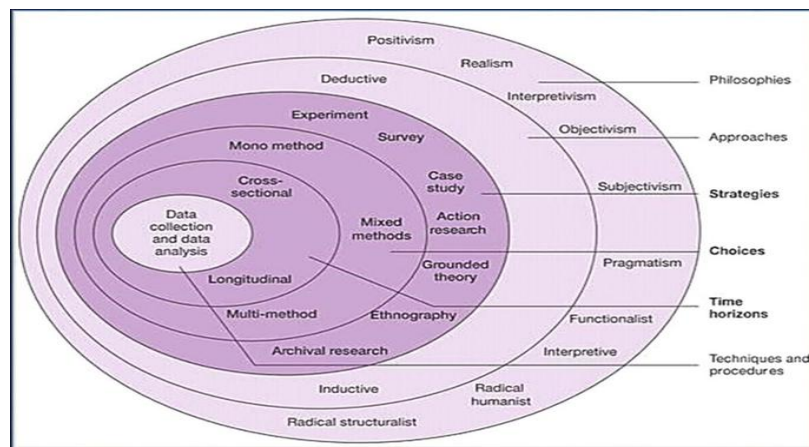 Positivism
Realism
Deductive
Interpretivism
Philosophies
Experiment
Objectivism
Survey
Approaches
Mono method
Case
study
Subjectivism
Strategies
Cross-
sectional
Data
collection
and data
analysis
Mixed
methods
Action
research
Choices
Grounded
theory
Pragmatism
Longitudinal
Time
horizons
Multi-method
Ethnography
Functionalist
Archival research
Interpretive
Techniques and
procedures
Inductive
Radical
humanist
Radical structuralist